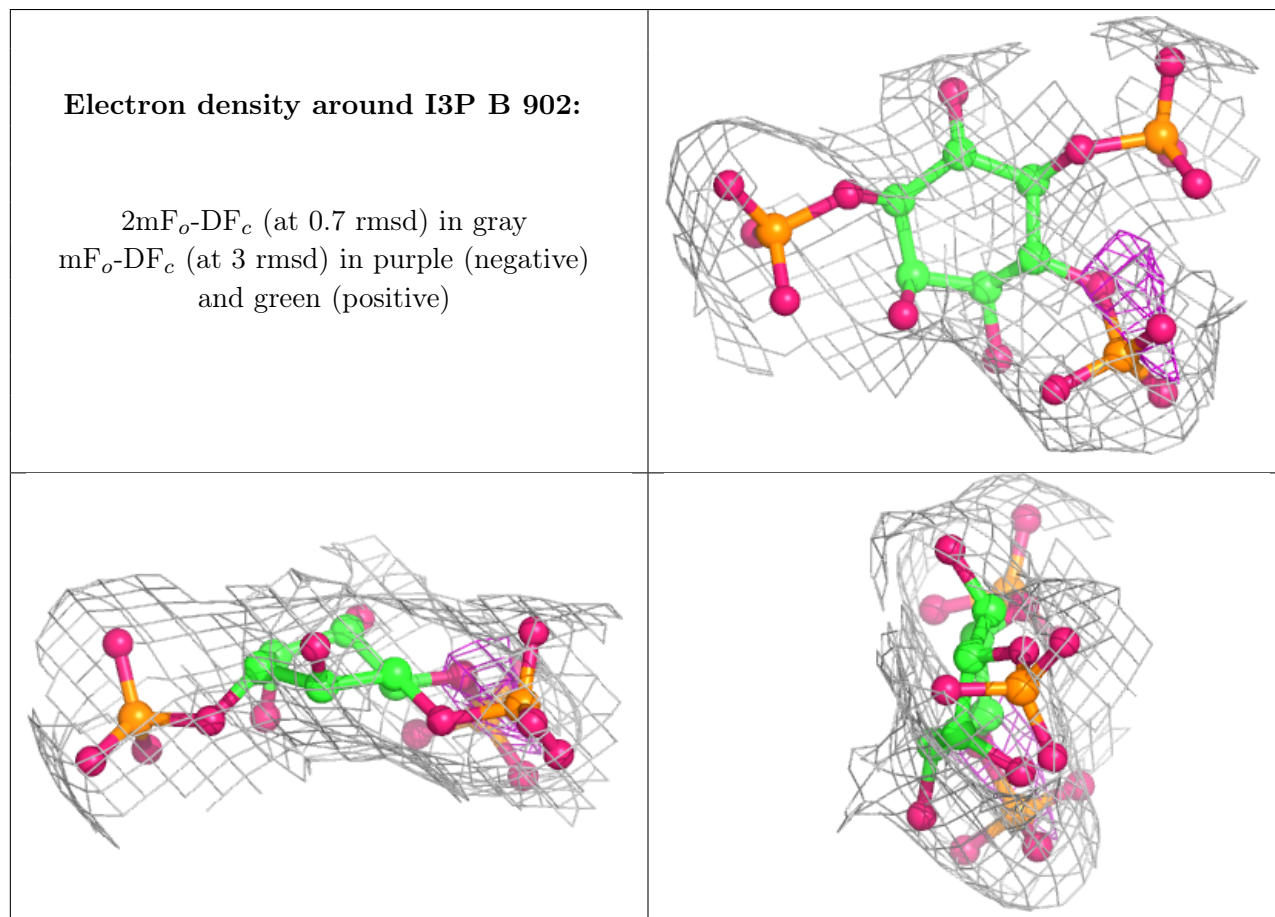 Electron density around I3P B 902:
2mFo-DFc (at 0.7 rmsd) in gray
mFo-DFc (at 3 rmsd) in purple (negative)
and green (positive)